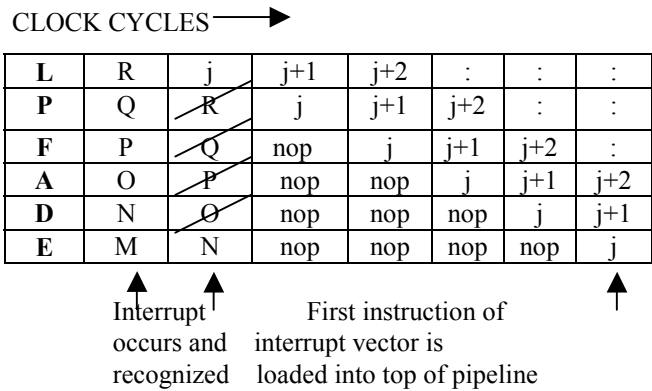 CLOCK CYCLES
L R j j+1 j+2 : : :
P Q R j j+1 j+2 : :
F P Q nop j j+1 j+2 :
A O P nop nop j j+1 j+2
D N O nop nop nop j j+1
E M N nop nop nop nop j
Interrupt First instruction of
occurs and interrupt vector is
recognized loaded into top of pipeline